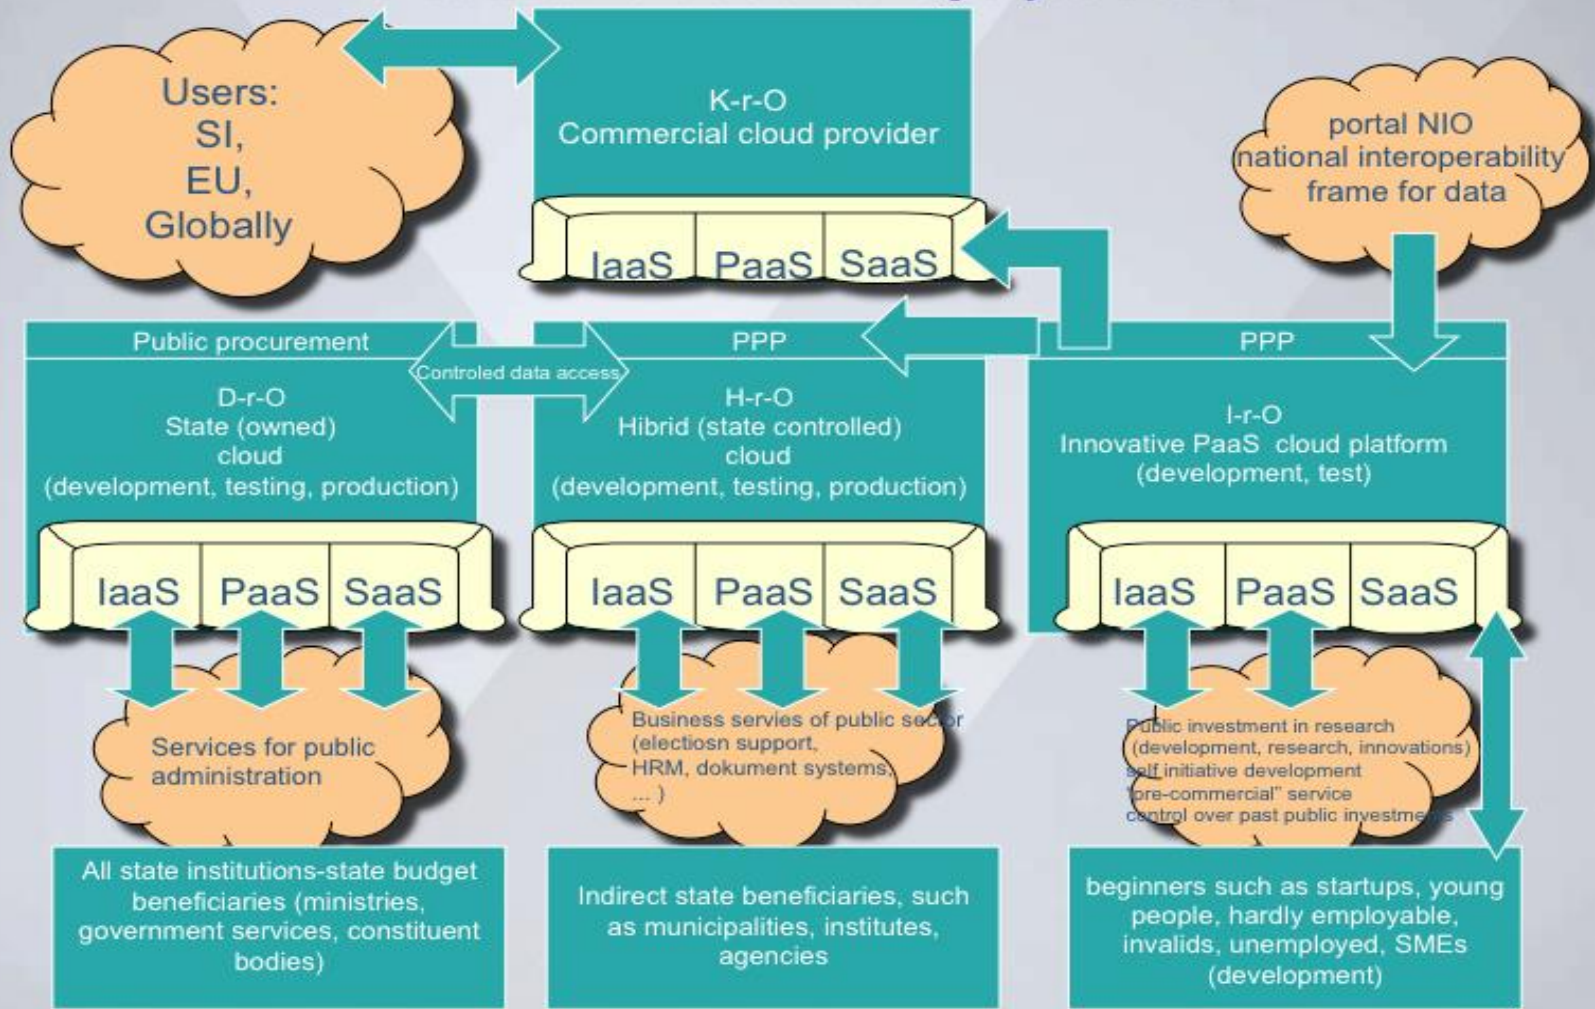 Users:
SI,
EU,
Globally
K-r-O
Commercial cloud provider
IaaS PaaS SaaS
portal NIO
national interoperability
frame for data
Public procurement
Controled data access
PPP
PPP
D-r-O
State (owned)
cloud
(development, testing, production)
H-r-O
Hibrid (state controlled)
cloud
(development, testing, production)
I-r-O
Innovative PaaS cloud platform
(development, test)
IaaS PaaS SaaS
IaaS PaaS SaaS
IaaS PaaS SaaS
Services for public
administration
Business servies of public sector
(electiosn support,
HRM, dokument systems,
... )
Public investment in research
(development, research, innovations)
self initiative development
"pre-commercial" service
control over past public investments
All state institutions-state budget
beneficiaries (ministries,
government services, constituent
bodies)
Indirect state beneficiaries, such
as municipalities, institutes,
agencies
beginners such as startups, young
people, hardly employable,
invalids, unemployed, SMEs
(development)